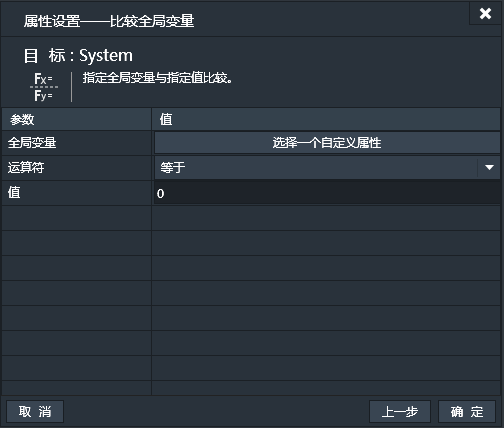 属性设置——比较全局变量
目 标 : System
Fx=
Fy=
指定全局变量与指定值比较。
参数 值
全局变量 选择一个自定义属性
运算符 等于
值 0
取 消 上一步 确 定